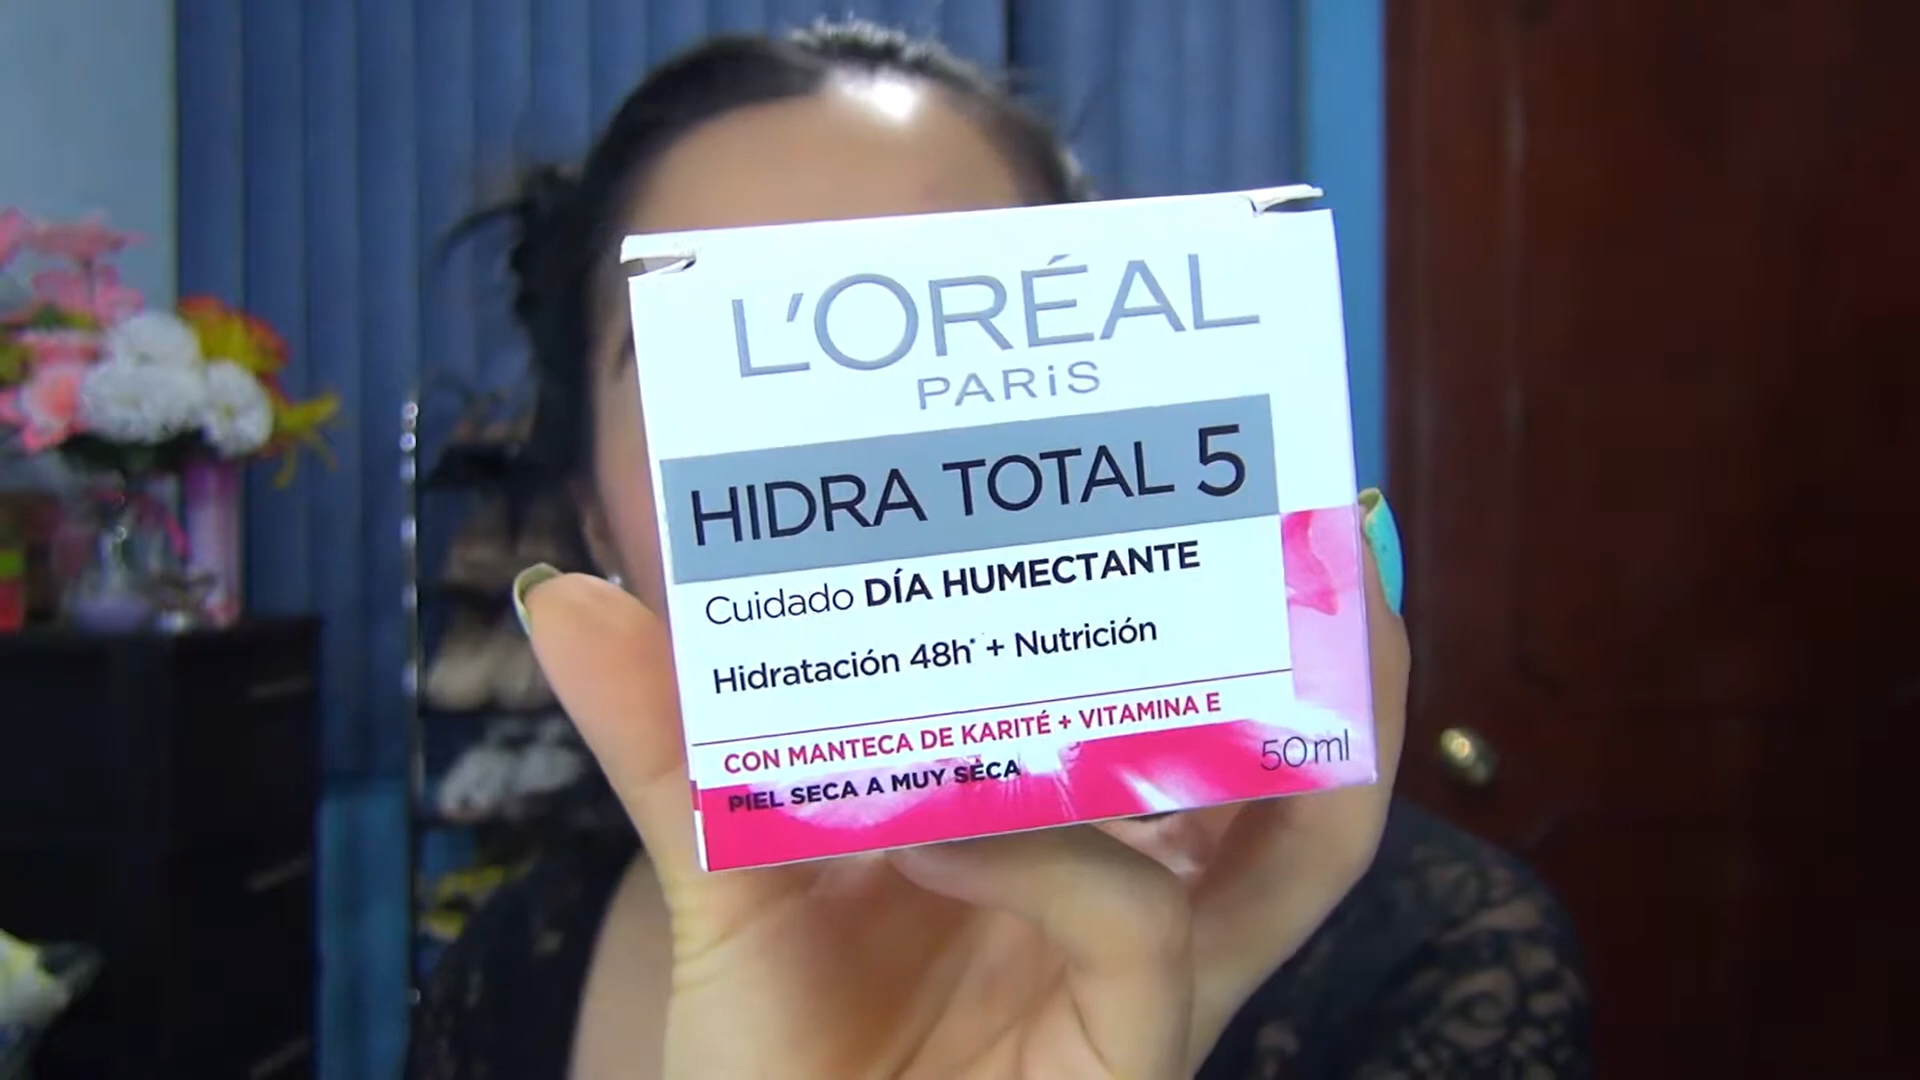 L'ORÉAL
PARiS
HIDRA TOTAL 5
Cuidado DÍA HUMECTANTE
Hidratación 48h* + Nutrición
CON MANTECA DE KARITÉ + VITAMINA E
PIEL SECA A MUY SECA
50ml